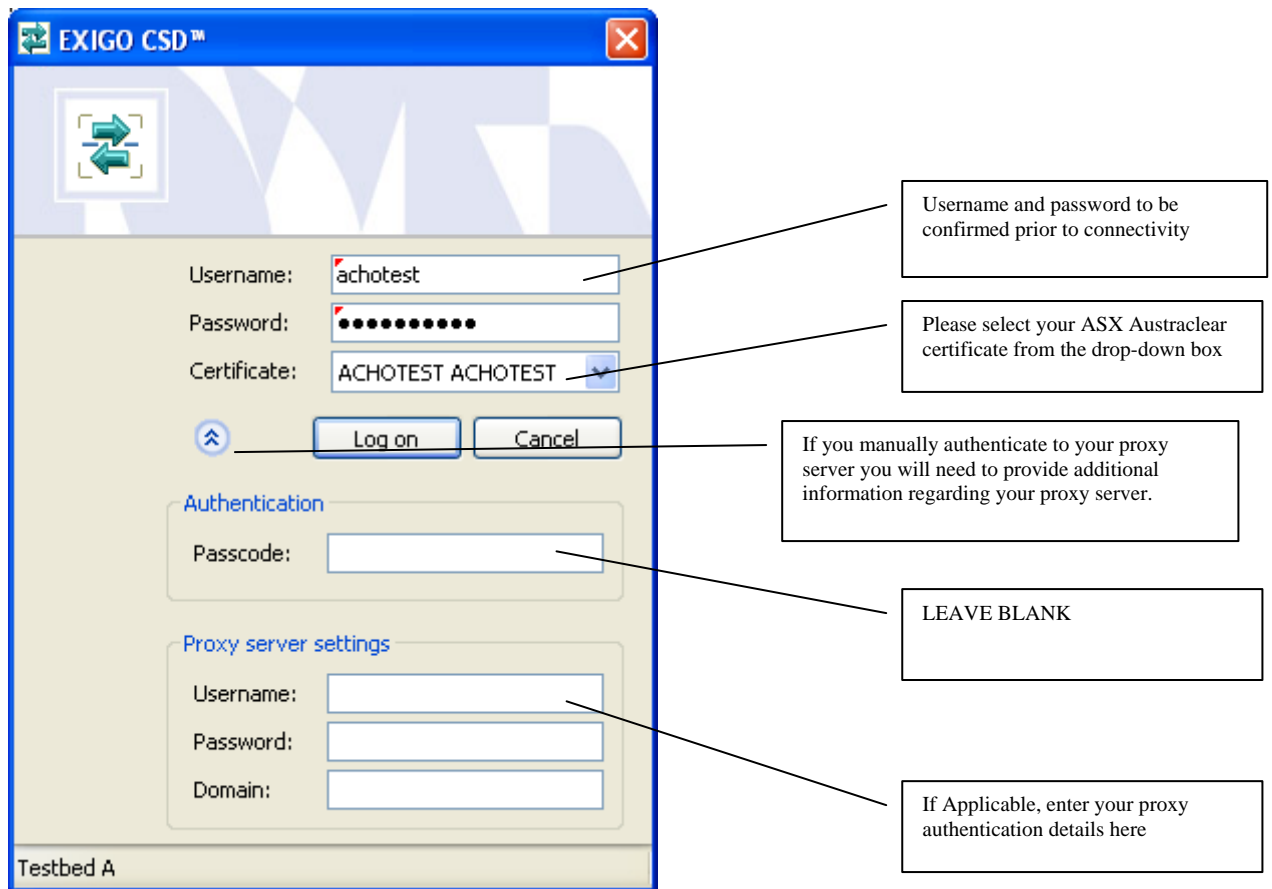 EXIGO CSD™
Username:
achotest
Password:
●●●●●●●●●●
Certificate:
ACHOTEST ACHOTEST
Log on
Cancel
Authentication
Passcode:
Proxy server settings
Username:
Password:
Domain:
Testbed A
Username and password to be
confirmed prior to connectivity
Please select your ASX Austraclear
certificate from the drop-down box
If you manually authenticate to your proxy
server you will need to provide additional
information regarding your proxy server.
LEAVE BLANK
If Applicable, enter your proxy
authentication details here